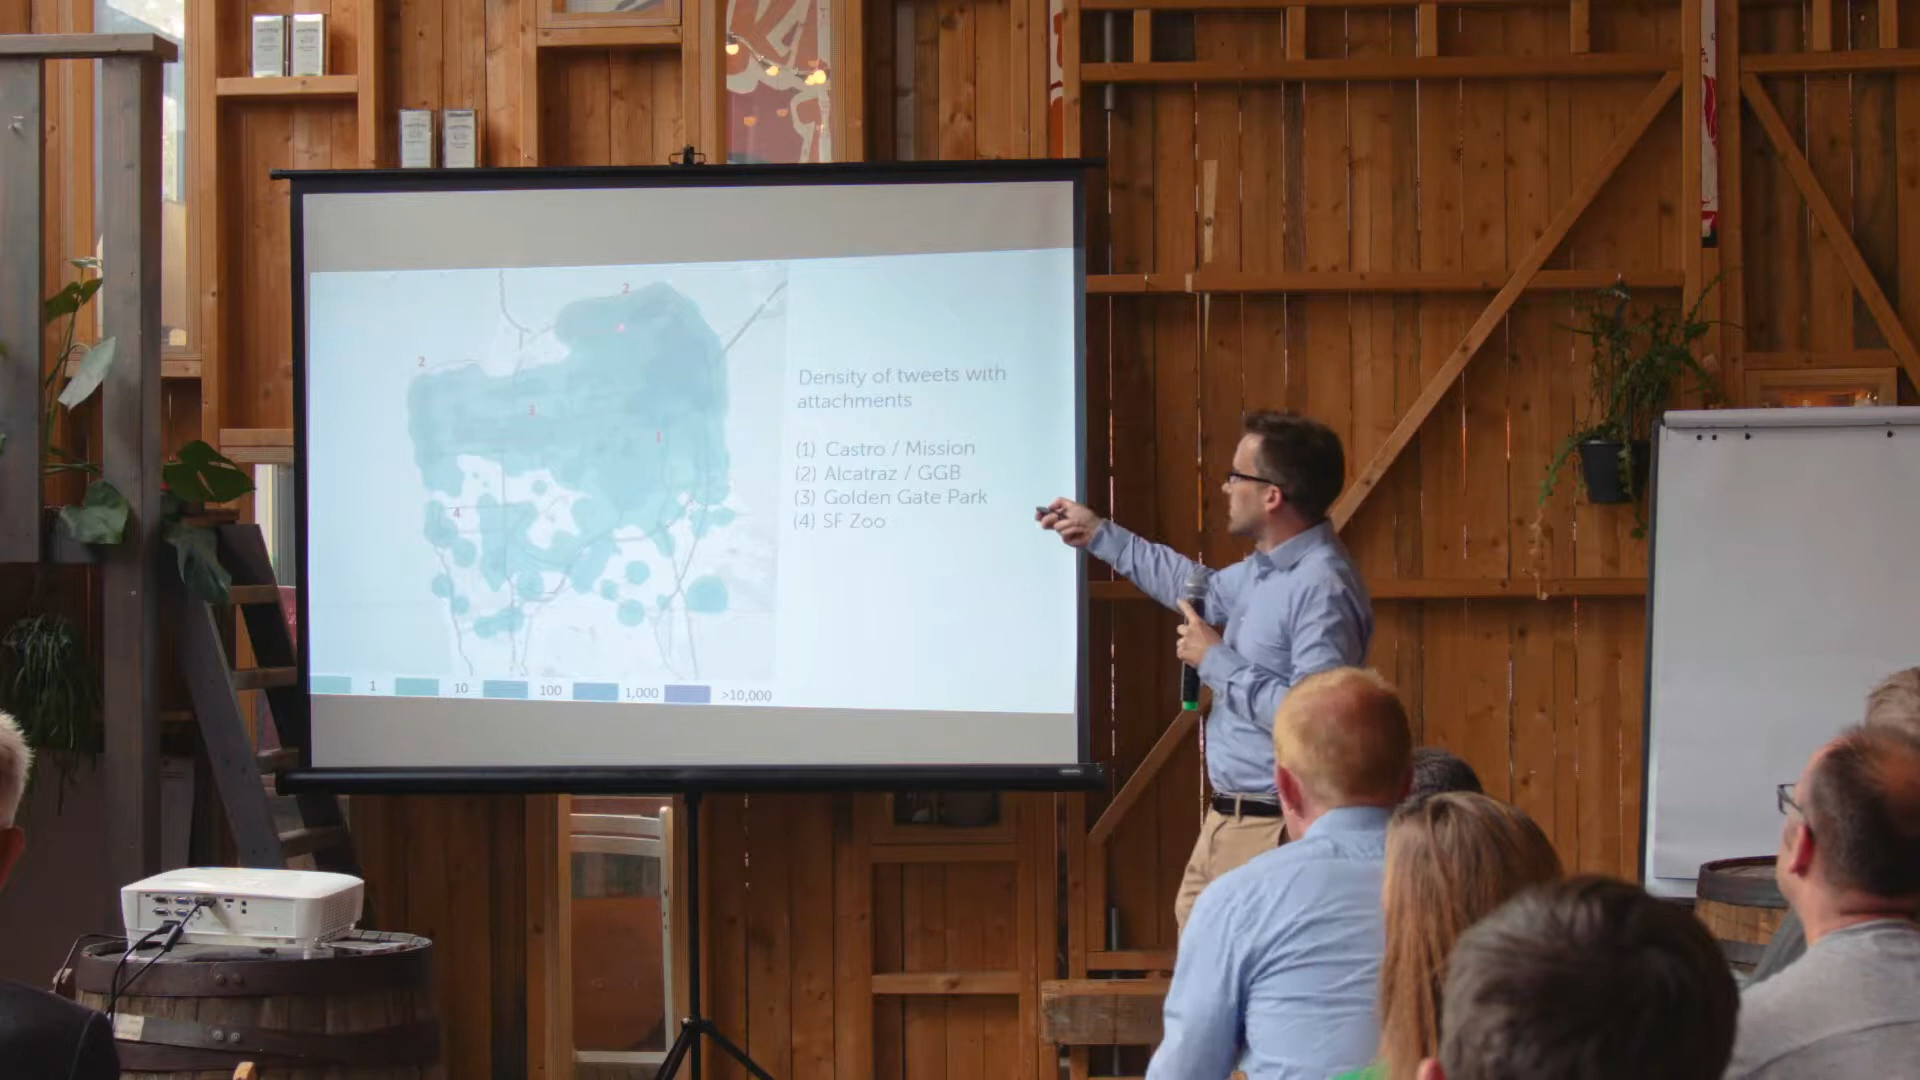 2
2
3
1
4
Density of tweets with
attachments
(1) Castro / Mission
(2) Alcatraz / GGB
(3) Golden Gate Park
(4) SF Zoo
1 10 100 1,000 >10,000